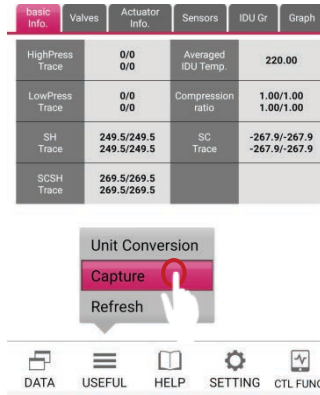 basic Info. Valves Actuator Info. Sensors IDU Gr Graph
HighPress Trace 0/0 0/0 Averaged IDU Temp. 220.00
LowPress Trace 0/0 0/0 Compression ratio 1.00/1.00 1.00/1.00
SH Trace 249.5/249.5 249.5/249.5 SC Trace -267.9/-267.9 -267.9/-267.9
SCSH Trace 269.5/269.5 269.5/269.5
Unit Conversion
Capture
Refresh
DATA USEFUL HELP SETTING CTL FUNC